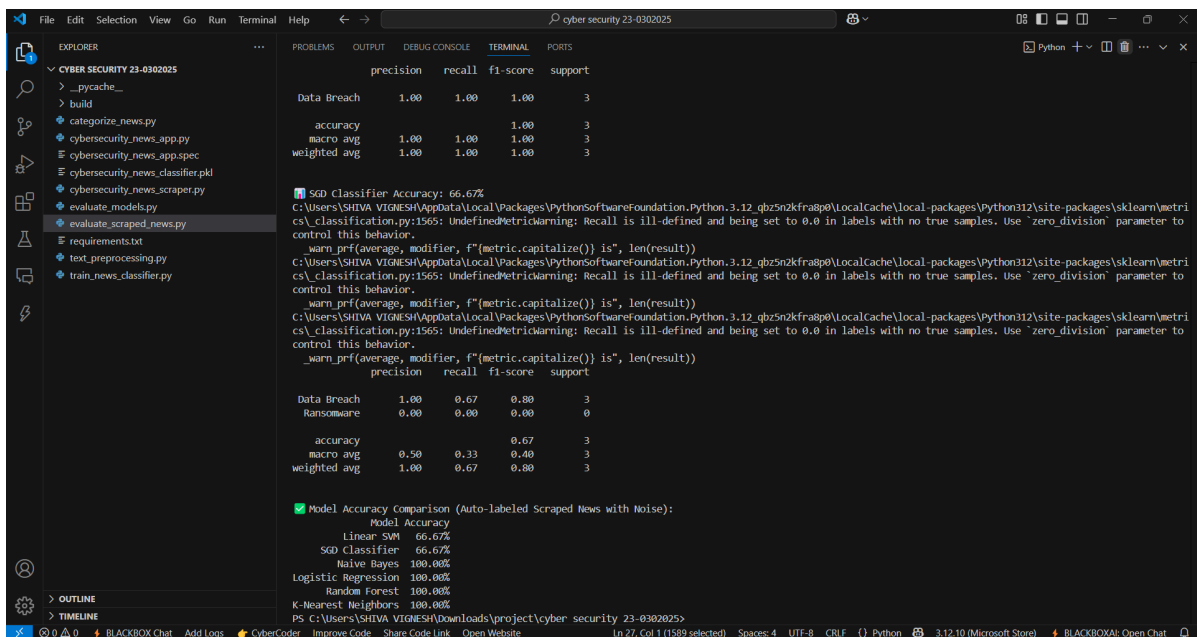 File Edit Selection View Go Run Terminal Help
cyber security 23-0302025
EXPLORER
CYBER SECURITY 23-0302025
__pycache__
build
categorize_news.py
cybersecurity_news_app.py
cybersecurity_news_app.spec
cybersecurity_news_classifier.pkl
cybersecurity_news_scraper.py
evaluate_models.py
evaluate_scraped_news.py
requirements.txt
text_preprocessing.py
train_news_classifier.py
OUTLINE
TIMELINE
1
PROBLEMS OUTPUT DEBUG CONSOLE TERMINAL PORTS
Python
precision recall f1-score support
Data Breach 1.00 1.00 1.00 3
accuracy 1.00 3
macro avg 1.00 1.00 1.00 3
weighted avg 1.00 1.00 1.00 3
SGD Classifier Accuracy: 66.67%
C:\Users\SHIVA VIGNESH\AppData\Local\Packages\PythonSoftwareFoundation.Python.3.12_qbz5n2kfra8p0\LocalCache\local-packages\Python312\site-packages\sklearn\metri
cs\_classification.py:1565: UndefinedMetricWarning: Recall is ill-defined and being set to 0.0 in labels with no true samples. Use `zero_division` parameter to
control this behavior.
_warn_prf(average, modifier, f"{metric.capitalize()} is", len(result))
C:\Users\SHIVA VIGNESH\AppData\Local\Packages\PythonSoftwareFoundation.Python.3.12_qbz5n2kfra8p0\LocalCache\local-packages\Python312\site-packages\sklearn\metri
cs\_classification.py:1565: UndefinedMetricWarning: Recall is ill-defined and being set to 0.0 in labels with no true samples. Use `zero_division` parameter to
control this behavior.
_warn_prf(average, modifier, f"{metric.capitalize()} is", len(result))
C:\Users\SHIVA VIGNESH\AppData\Local\Packages\PythonSoftwareFoundation.Python.3.12_qbz5n2kfra8p0\LocalCache\local-packages\Python312\site-packages\sklearn\metri
cs\_classification.py:1565: UndefinedMetricWarning: Recall is ill-defined and being set to 0.0 in labels with no true samples. Use `zero_division` parameter to
control this behavior.
_warn_prf(average, modifier, f"{metric.capitalize()} is", len(result))
precision recall f1-score support
Data Breach 1.00 0.67 0.80 3
Ransomware 0.00 0.00 0.00 0
accuracy 0.67 3
macro avg 0.50 0.33 0.40 3
weighted avg 1.00 0.67 0.80 3
Model Accuracy Comparison (Auto-labeled Scraped News with Noise):
Model Accuracy
Linear SVM 66.67%
SGD Classifier 66.67%
Naive Bayes 100.00%
Logistic Regression 100.00%
Random Forest 100.00%
K-Nearest Neighbors 100.00%
PS C:\Users\SHIVA VIGNESH\Downloads\project\cyber security 23-0302025>
0 0 BLACKBOX Chat Add Logs CyberCoder Improve Code Share Code Link Open Website Ln 27, Col 1 (1589 selected) Spaces: 4 UTF-8 CRLF {} Python 3.12.10 (Microsoft Store) BLACKBOXAI: Open Chat